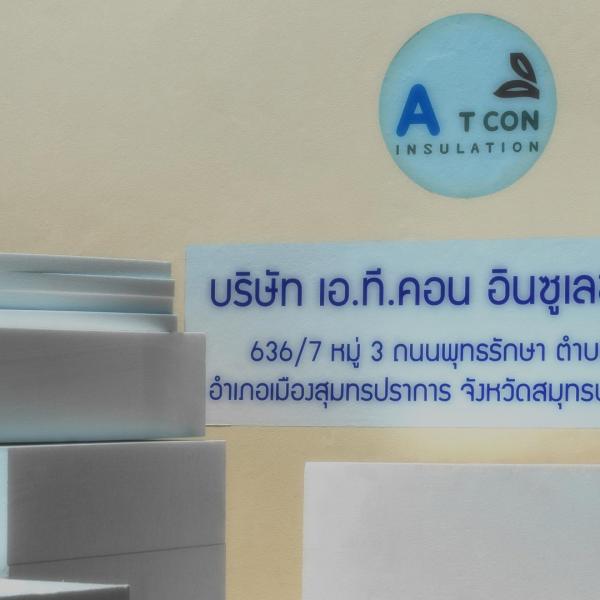 A T CON
INSULATION
บริษัท เอ.ที.คอน อินซูเล
636/7 หมู่ 3 ถนนพุทธรักษา ตำบ
อำเภอเมืองสุมทรปราการ จังหวัดสมุทร